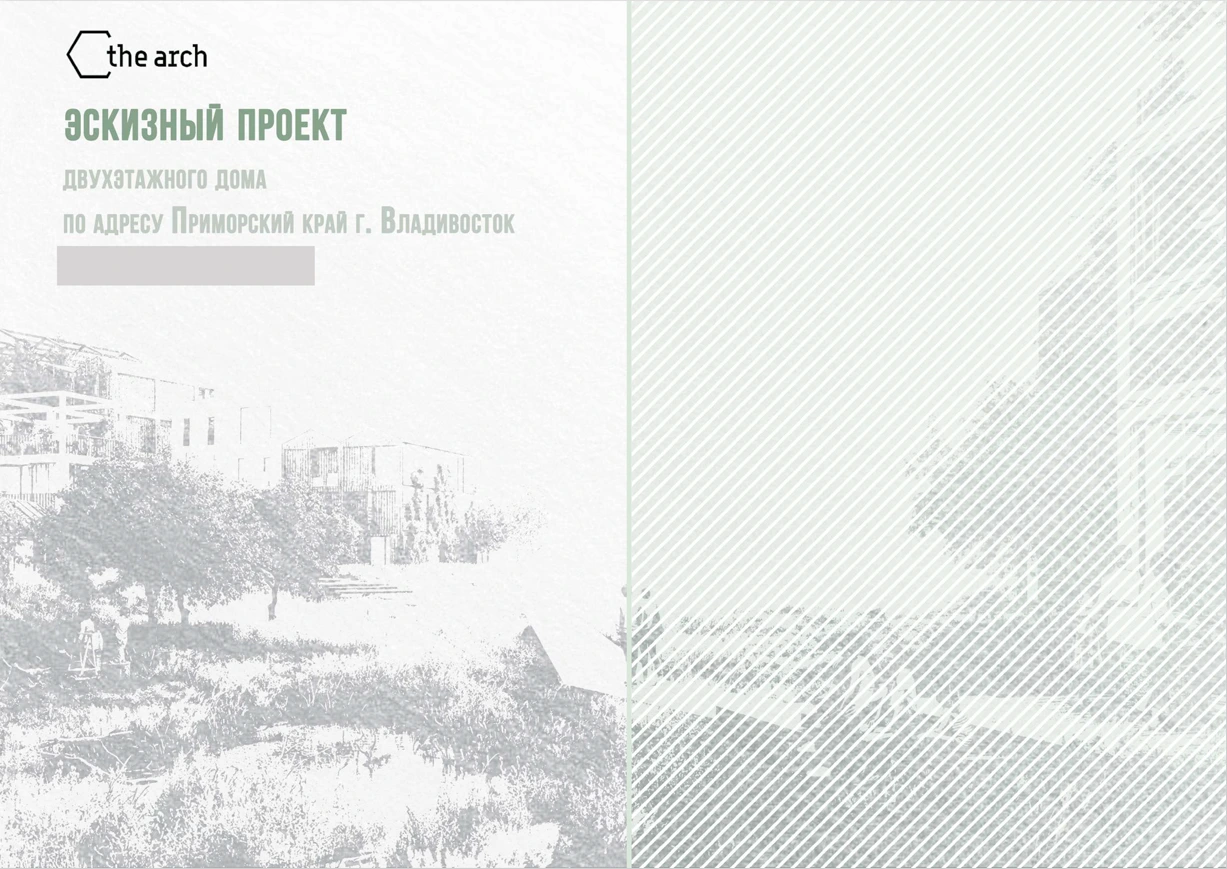 the arch
ЭСКИЗНЫЙ ПРОЕКТ
ДВУХЭТАЖНОГО ДОМА
ПО АДРЕСУ ПРИМОРСКИЙ КРАЙ Г. ВЛАДИВОСТОК